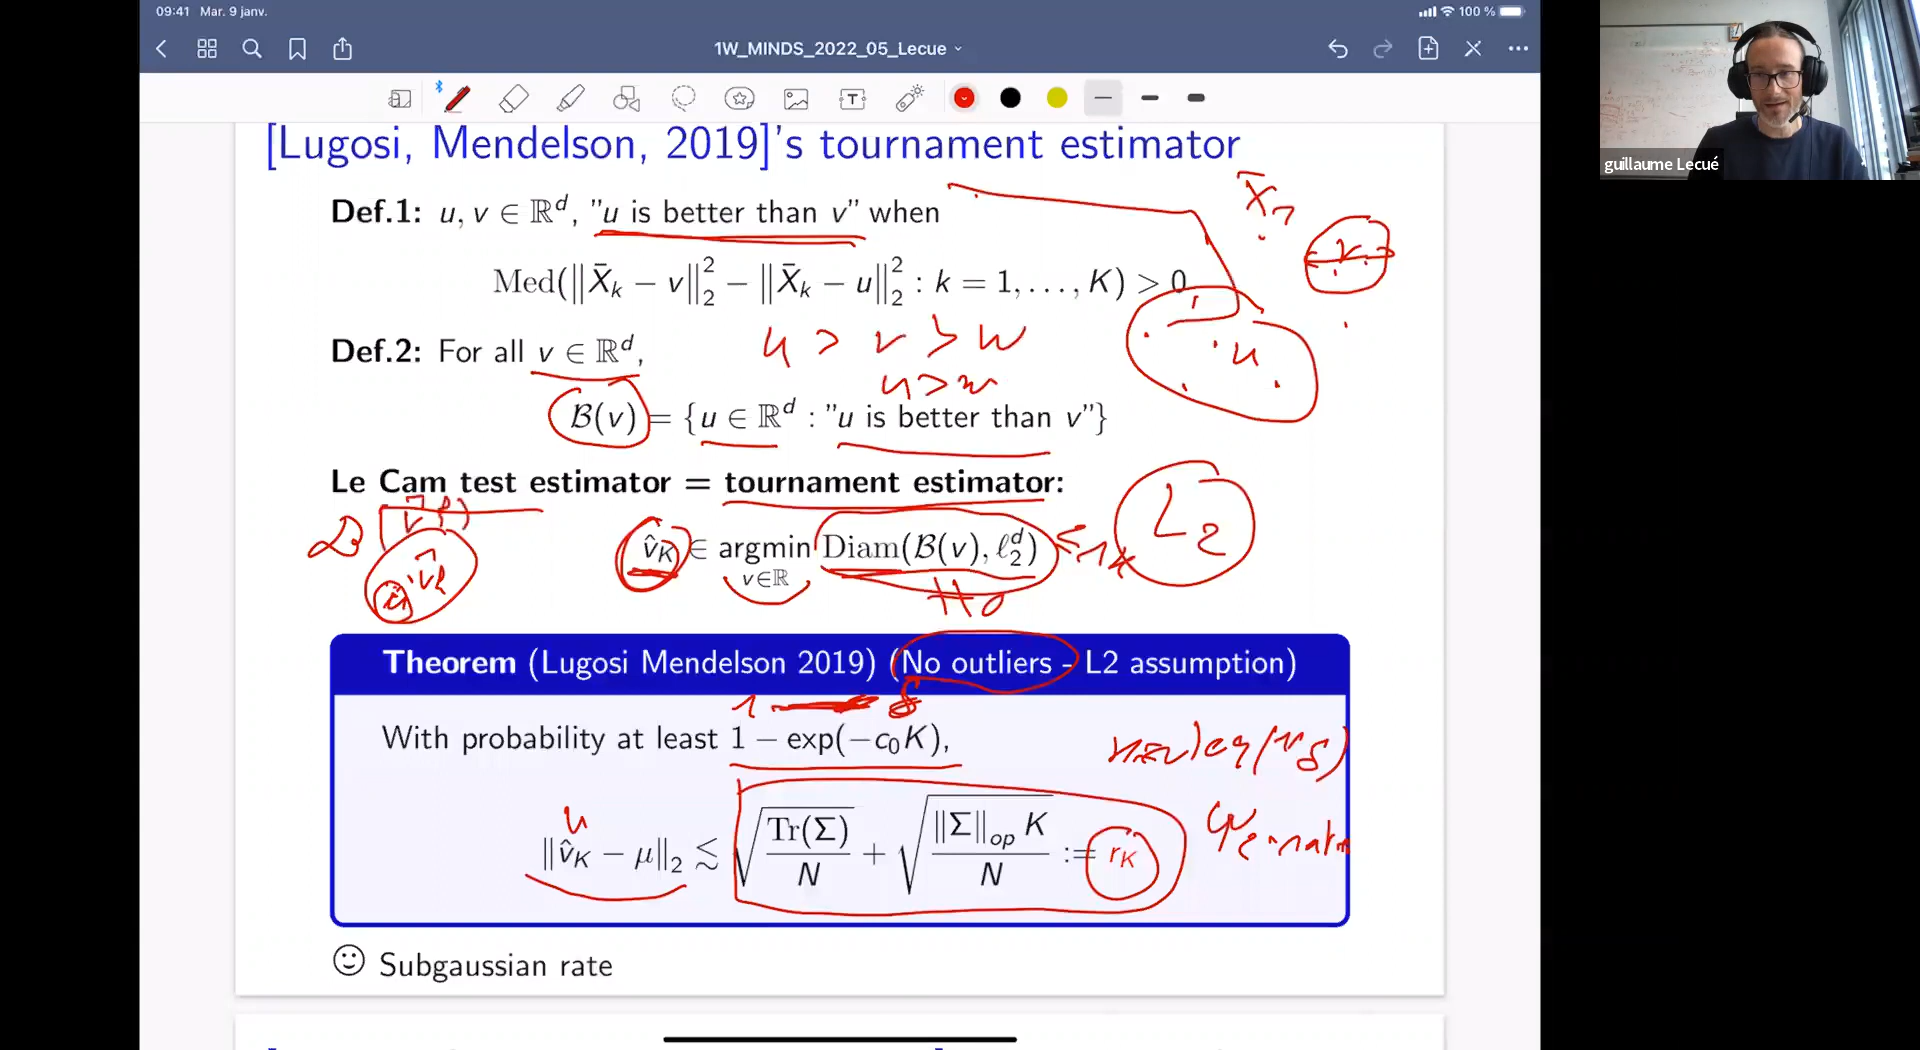 09:41 Mar. 9 janv.
100 %
1W_MINDS_2022_05_Lecue
guillaume Lecué
[Lugosi, Mendelson, 2019]'s tournament estimator
Def.1: u, v ∈ ℝ^d, "u is better than v" when
Med(‖X̄_k − v‖₂² − ‖X̄_k − u‖₂² : k = 1, …, K) > 0
u > v > w
Def.2: For all v ∈ ℝ^d,
B(v) = {u ∈ ℝ^d : "u is better than v"}
Le Cam test estimator = tournament estimator:
v̂_K ∈ argmin_{v∈ℝ} Diam(B(v), ℓ₂^d)
L₂
Theorem (Lugosi Mendelson 2019) (No outliers - L2 assumption)
With probability at least 1 − exp(−c₀K),
‖v̂_K − μ‖₂ ≲ √(Tr(Σ)/N) + √(‖Σ‖_op K/N) := r_K
☺ Subgaussian rate